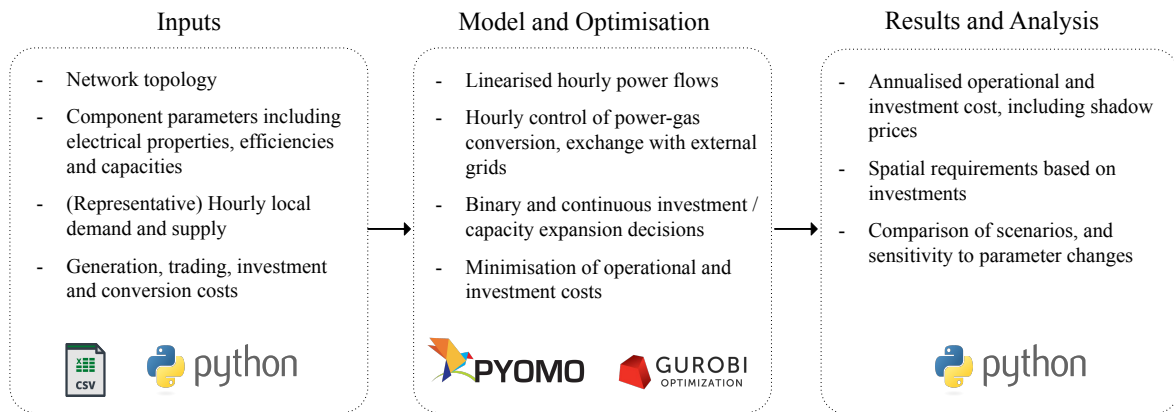 Inputs
- Network topology
- Component parameters including
electrical properties, efficiencies
and capacities
- (Representative) Hourly local
demand and supply
- Generation, trading, investment
and conversion costs
CSV
python
Model and Optimisation
- Linearised hourly power flows
- Hourly control of power-gas
conversion, exchange with external
grids
- Binary and continuous investment /
capacity expansion decisions
- Minimisation of operational and
investment costs
PYOMO
GUROBI
OPTIMIZATION
Results and Analysis
- Annualised operational and
investment cost, including shadow
prices
- Spatial requirements based on
investments
- Comparison of scenarios, and
sensitivity to parameter changes
python